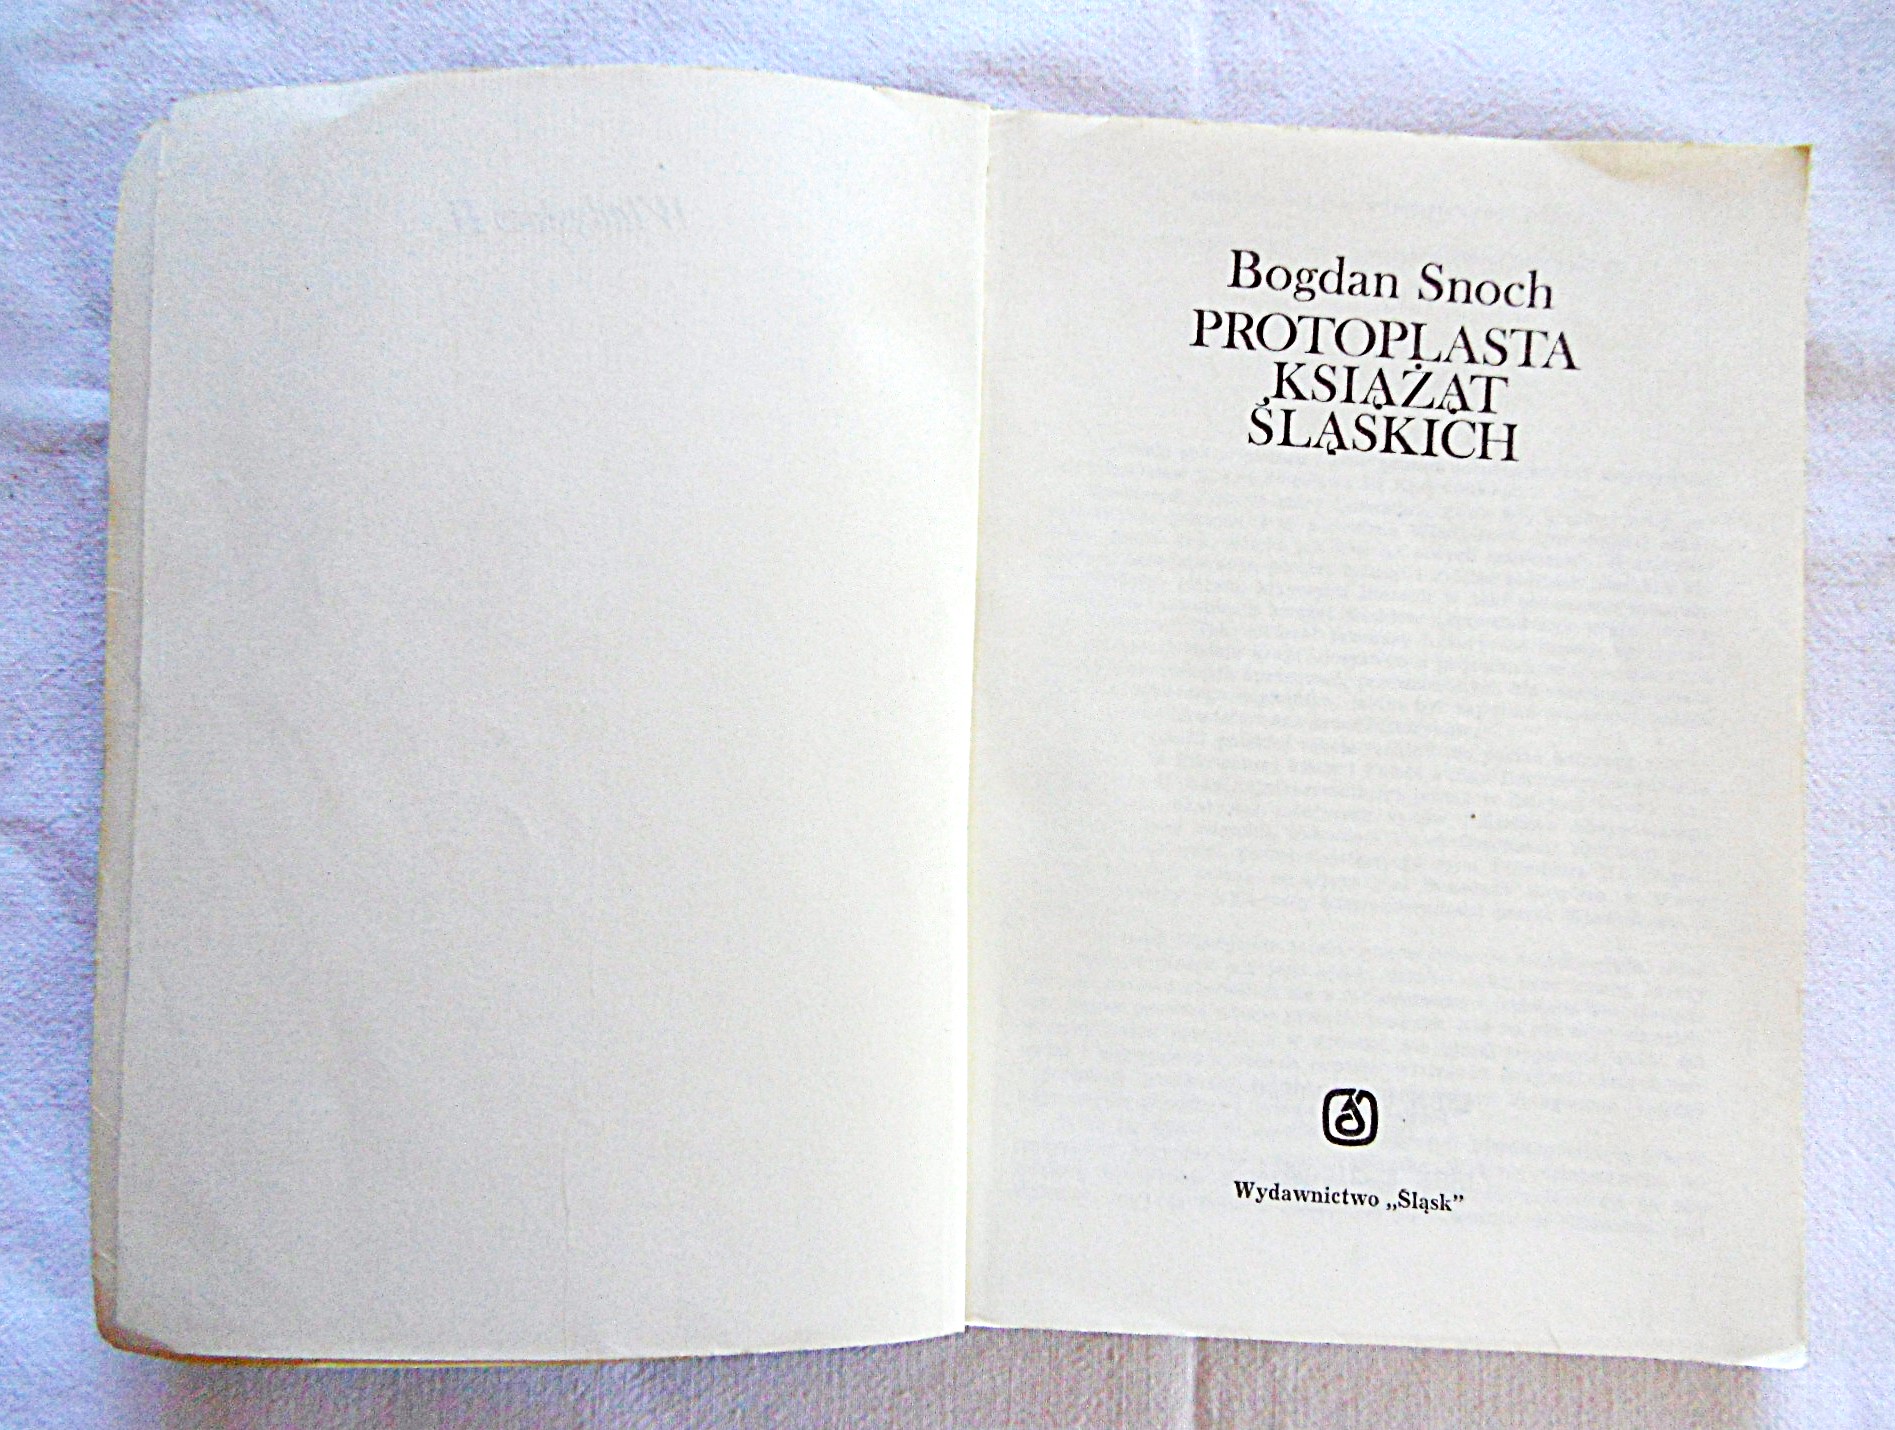 Bogdan Snoch
PROTOPLASTA
KSIĄŻĄT
ŚLĄSKICH
Wydawnictwo „Śląsk”